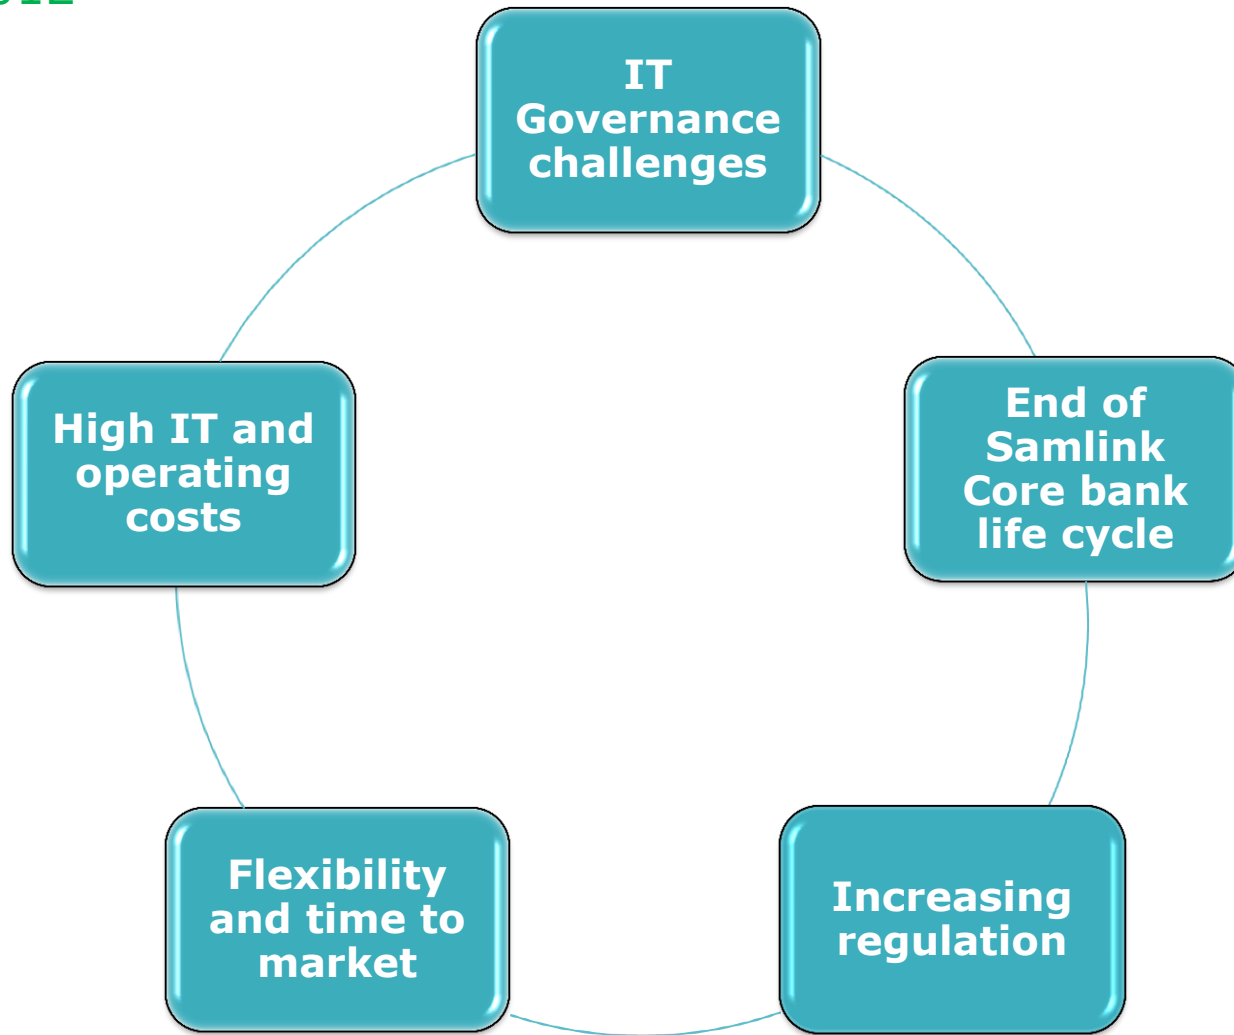 IT
Governance
challenges
End of
Samlink
Core bank
life cycle
Increasing
regulation
Flexibility
and time to
market
High IT and
operating
costs